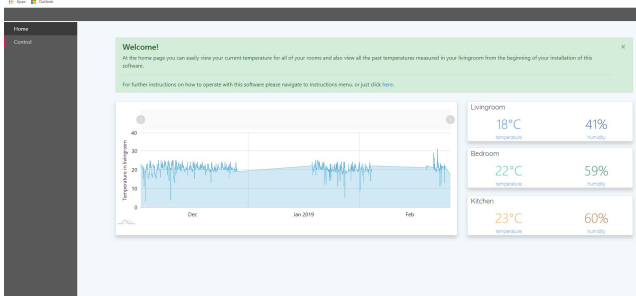 Apps Outlook
Home
Control
Welcome!
×
At the home page you can easily view your current temperature for all of your rooms and also view all the past temperatures measured in your livingroom from the beginning of your installation of this
software.
For further instructions on how to operate with this software please navigate to Instructions menu, or just click here.
Temperature in livingroom
40
30
20
10
0
Dec
Jan 2019
Feb
Livingroom
18°C 41%
temperature humidity
Bedroom
22°C 59%
temperature humidity
Kitchen
23°C 60%
temperature humidity